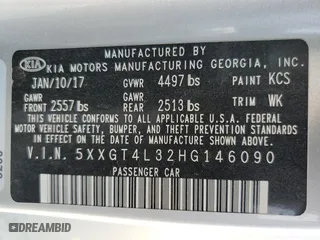 MANUFACTURED BY
KIA KIA MOTORS MANUFACTURING GEORGIA, INC.
JAN/10/17 GVWR 4497 lbs PAINT KCS
GAWR FRONT 2557 lbs GAWR REAR 2513 lbs TRIM WK
THIS VEHICLE CONFORMS TO ALL APPLICABLE FEDERAL MOTOR VEHICLE
SAFETY, BUMPER, AND THEFT PREVENTION STANDARDS IN EFFECT ON
THE DATE OF MANUFACTURE SHOWN ABOVE.
V.I.N. 5XXGT4L32HG146090
PASSENGER CAR
© DREAMBID